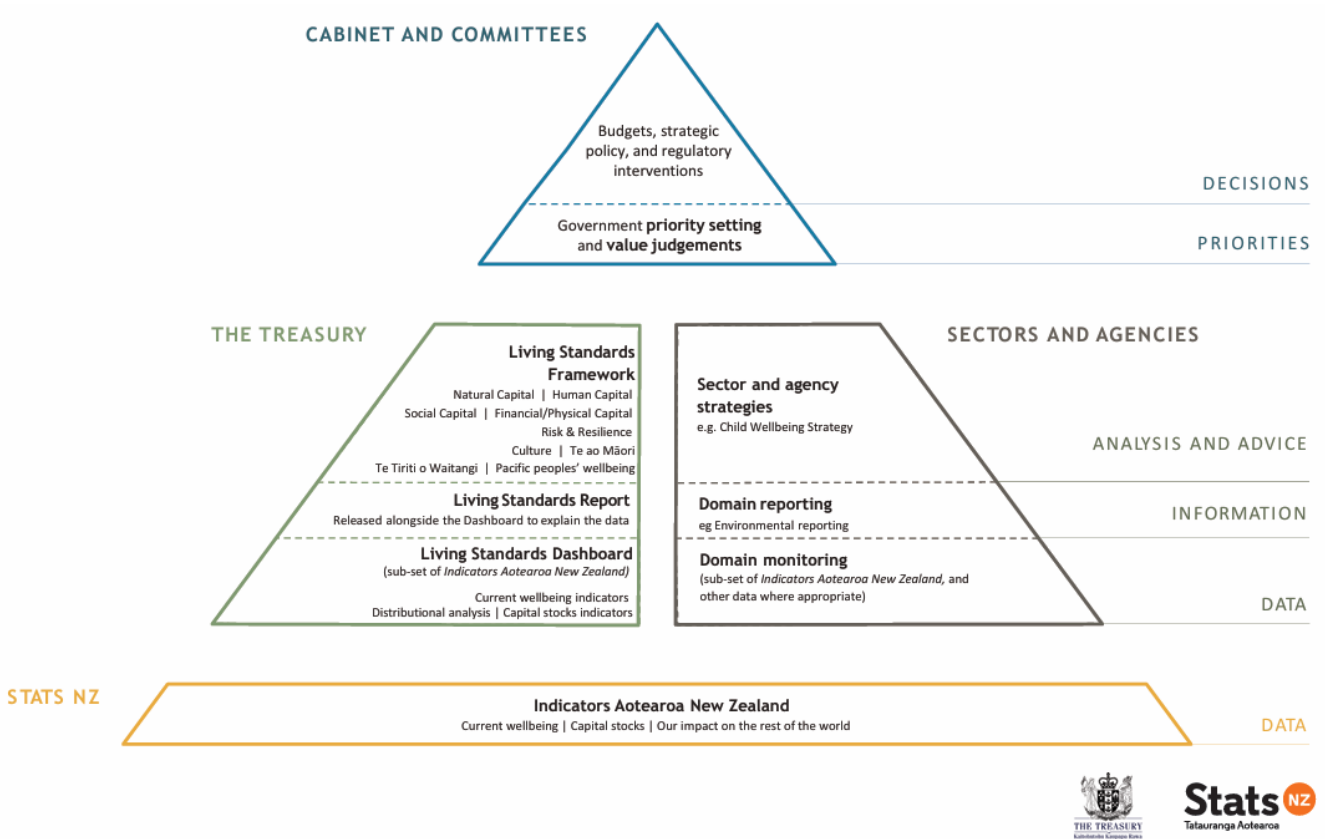 CABINET AND COMMITTEES
Budgets, strategic
policy, and regulatory
interventions
DECISIONS
Government priority setting
and value judgements
PRIORITIES
THE TREASURY
Living Standards
Framework
Natural Capital | Human Capital
Social Capital | Financial/Physical Capital
Risk & Resilience
Culture | Te ao Māori
Te Tiriti o Waitangi | Pacific peoples' wellbeing
Living Standards Report
Released alongside the Dashboard to explain the data
Living Standards Dashboard
(sub-set of Indicators Aotearoa New Zealand)
Current wellbeing indicators
Distributional analysis | Capital stocks indicators
SECTORS AND AGENCIES
Sector and agency
strategies
e.g. Child Wellbeing Strategy
ANALYSIS AND ADVICE
Domain reporting
eg Environmental reporting
INFORMATION
Domain monitoring
(sub-set of Indicators Aotearoa New Zealand, and
other data where appropriate)
DATA
STATS NZ
Indicators Aotearoa New Zealand
Current wellbeing | Capital stocks | Our impact on the rest of the world
DATA
THE TREASURY
Stats NZ
Tatauranga Aotearoa